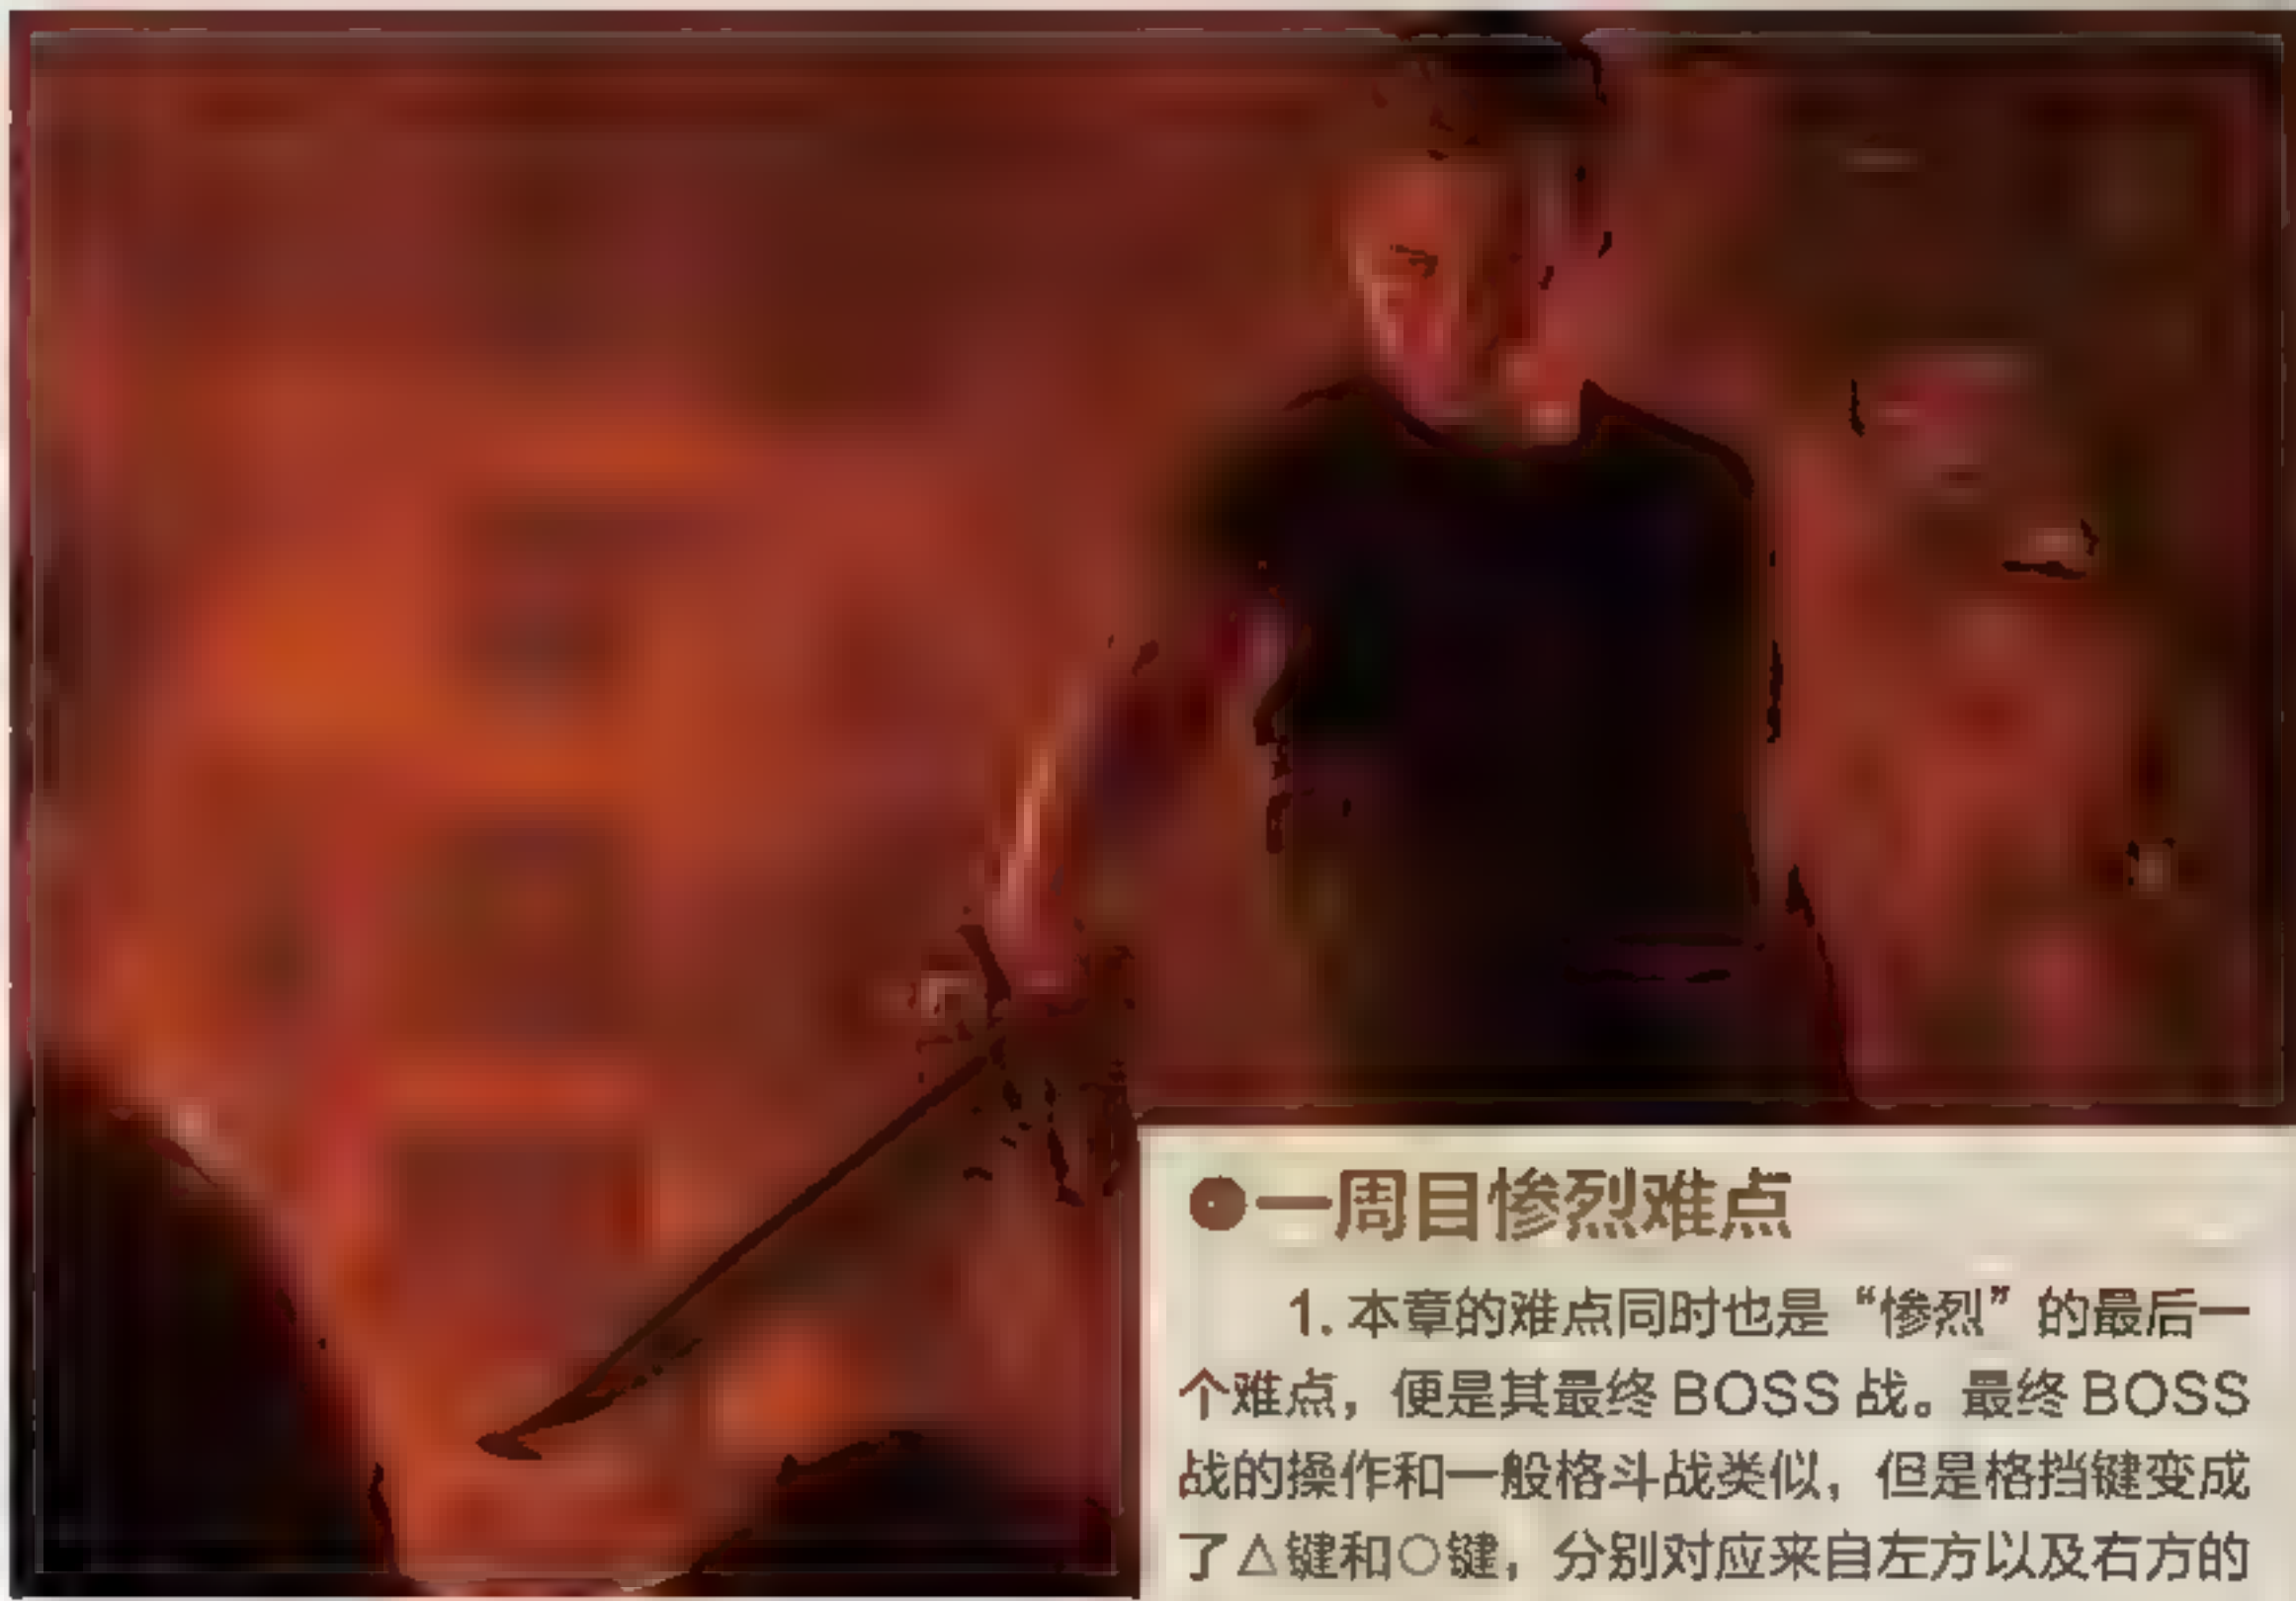 ●一周目惨烈难点
1. 本章的难点同时也是“惨烈”的最后一
个难点，便是其最终 BOSS 战。最终 BOSS
战的操作和一般格斗战类似，但是格挡键变成
了△键和○键，分别对应来自左方以及右方的